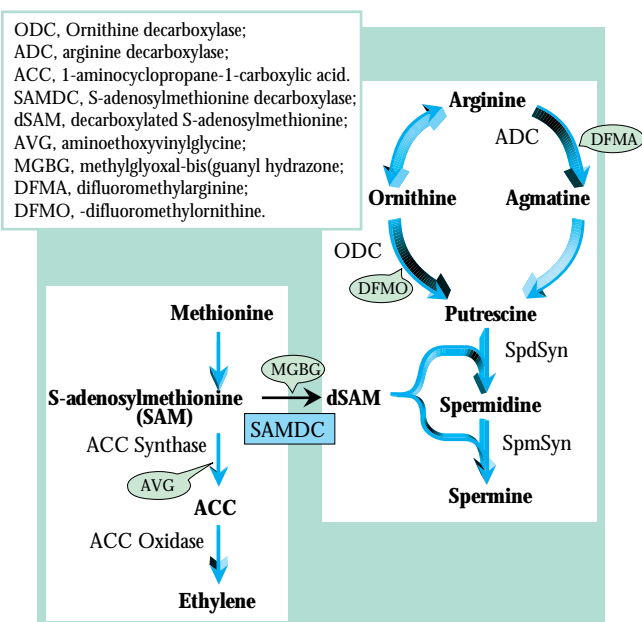 ODC, Ornithine decarboxylase;
ADC, arginine decarboxylase;
ACC, 1-aminocyclopropane-1-carboxylic acid.
SAMDC, S-adenosylmethionine decarboxylase;
dSAM, decarboxylated S-adenosylmethionine;
AVG, aminoethoxyvinylglycine;
MGBG, methylglyoxal-bis(guanyl hydrazone;
DFMA, difluoromethylarginine;
DFMO, -difluoromethylornithine.
Arginine
ADC
DFMA
Ornithine
Agmatine
ODC
DFMO
Putrescine
SpdSyn
Spermidine
SpmSyn
Spermine
Methionine
S-adenosylmethionine
(SAM)
MGBG
dSAM
SAMDC
ACC Synthase
AVG
ACC
ACC Oxidase
Ethylene